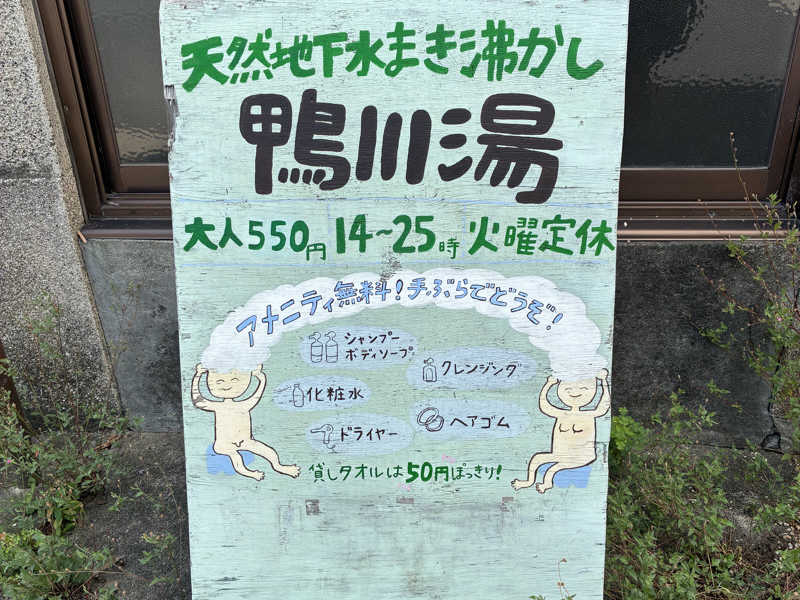 天然地下水まき沸かし
鴨川湯
大人550円 14~25時 火曜定休
アメニティ無料!手ぶらでどうぞ!
シャンプー
ボディソープ
クレンジング
化粧水
ヘアゴム
ドライヤー
貸しタオルは50円ぽっきり!